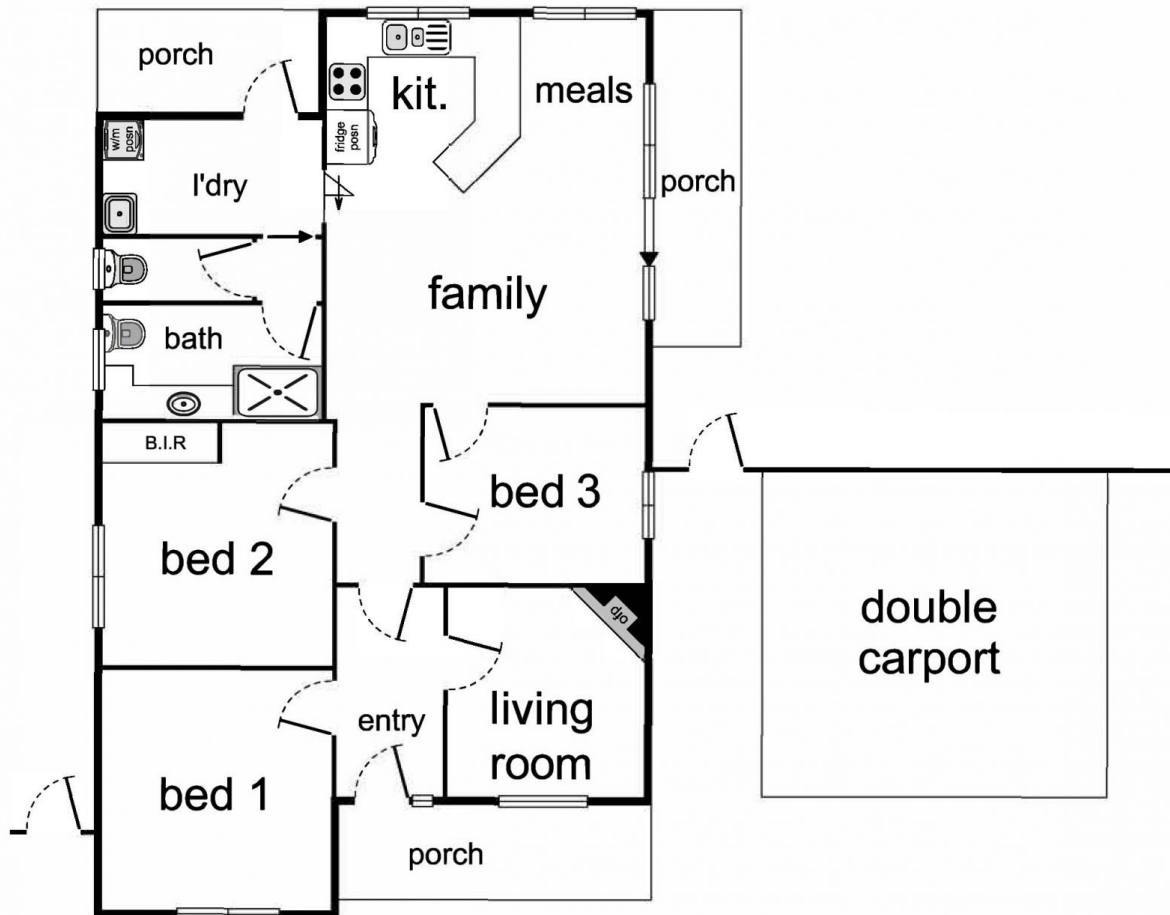 porch
kit.
meals
w/m
posn
fridge
posn
l'dry
porch
family
bath
B.I.R
bed 3
bed 2
ofp
double
carport
living
room
entry
bed 1
porch